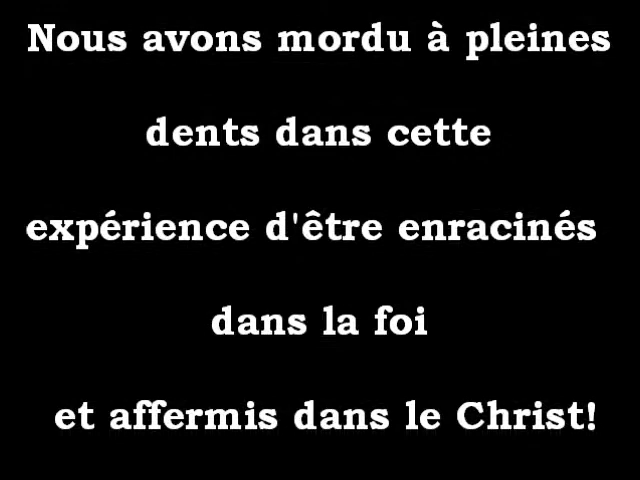 Nous avons mordu à pleines
dents dans cette
expérience d'être enracinés
dans la foi
et affermis dans le Christ!